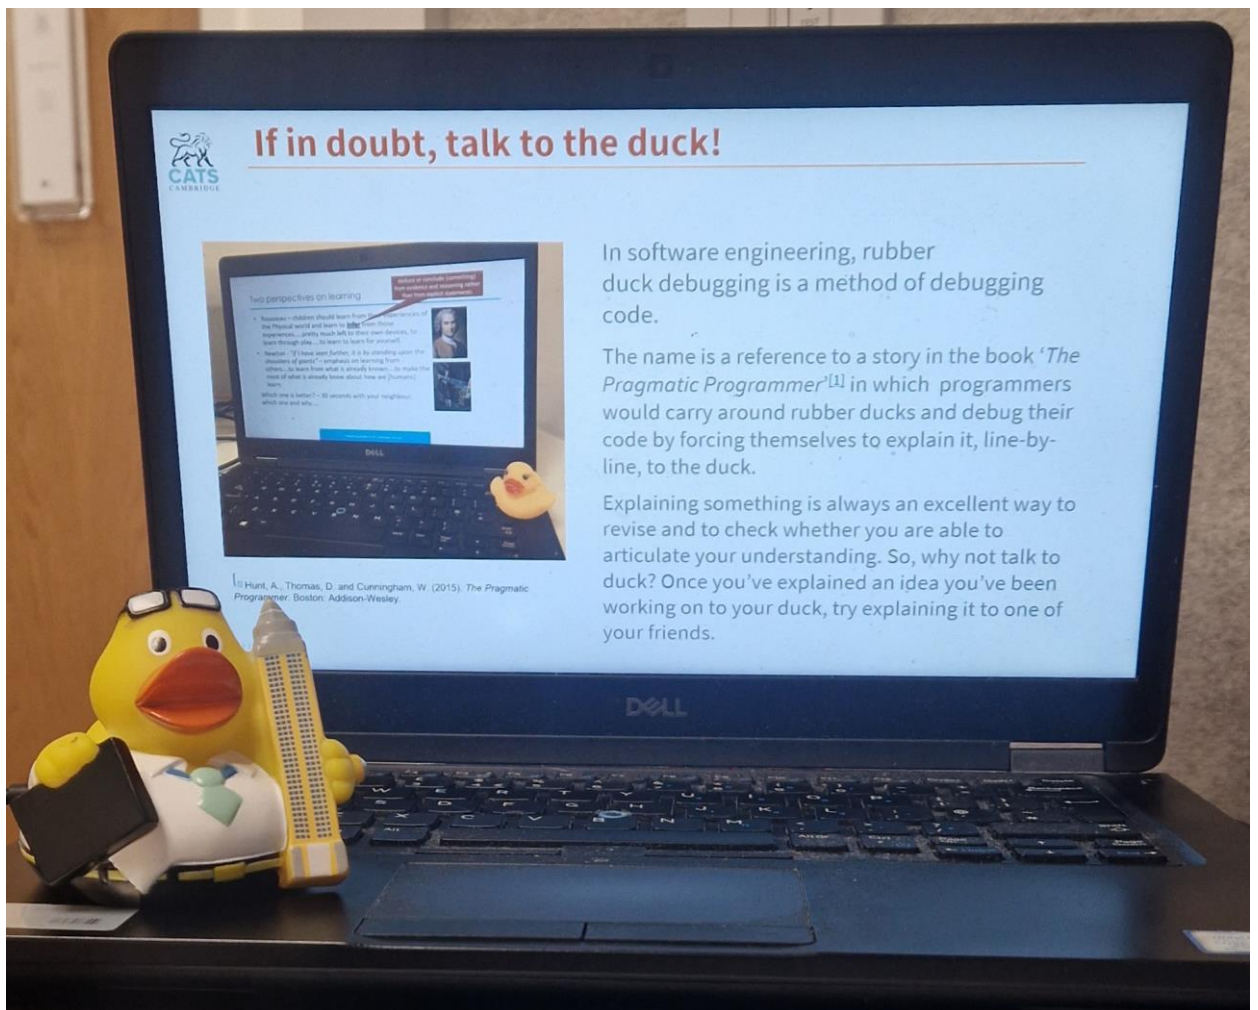 CATS
CAMBRIDGE
If in doubt, talk to the duck!
Two perspectives on learning
DELL
[1] Hunt, A., Thomas, D. and Cunningham, W. (2015). The Pragmatic
Programmer. Boston: Addison-Wesley.
In software engineering, rubber
duck debugging is a method of debugging
code.
The name is a reference to a story in the book ‘The
Pragmatic Programmer’[1] in which programmers
would carry around rubber ducks and debug their
code by forcing themselves to explain it, line-by-
line, to the duck.
Explaining something is always an excellent way to
revise and to check whether you are able to
articulate your understanding. So, why not talk to
duck? Once you’ve explained an idea you’ve been
working on to your duck, try explaining it to one of
your friends.
DELL